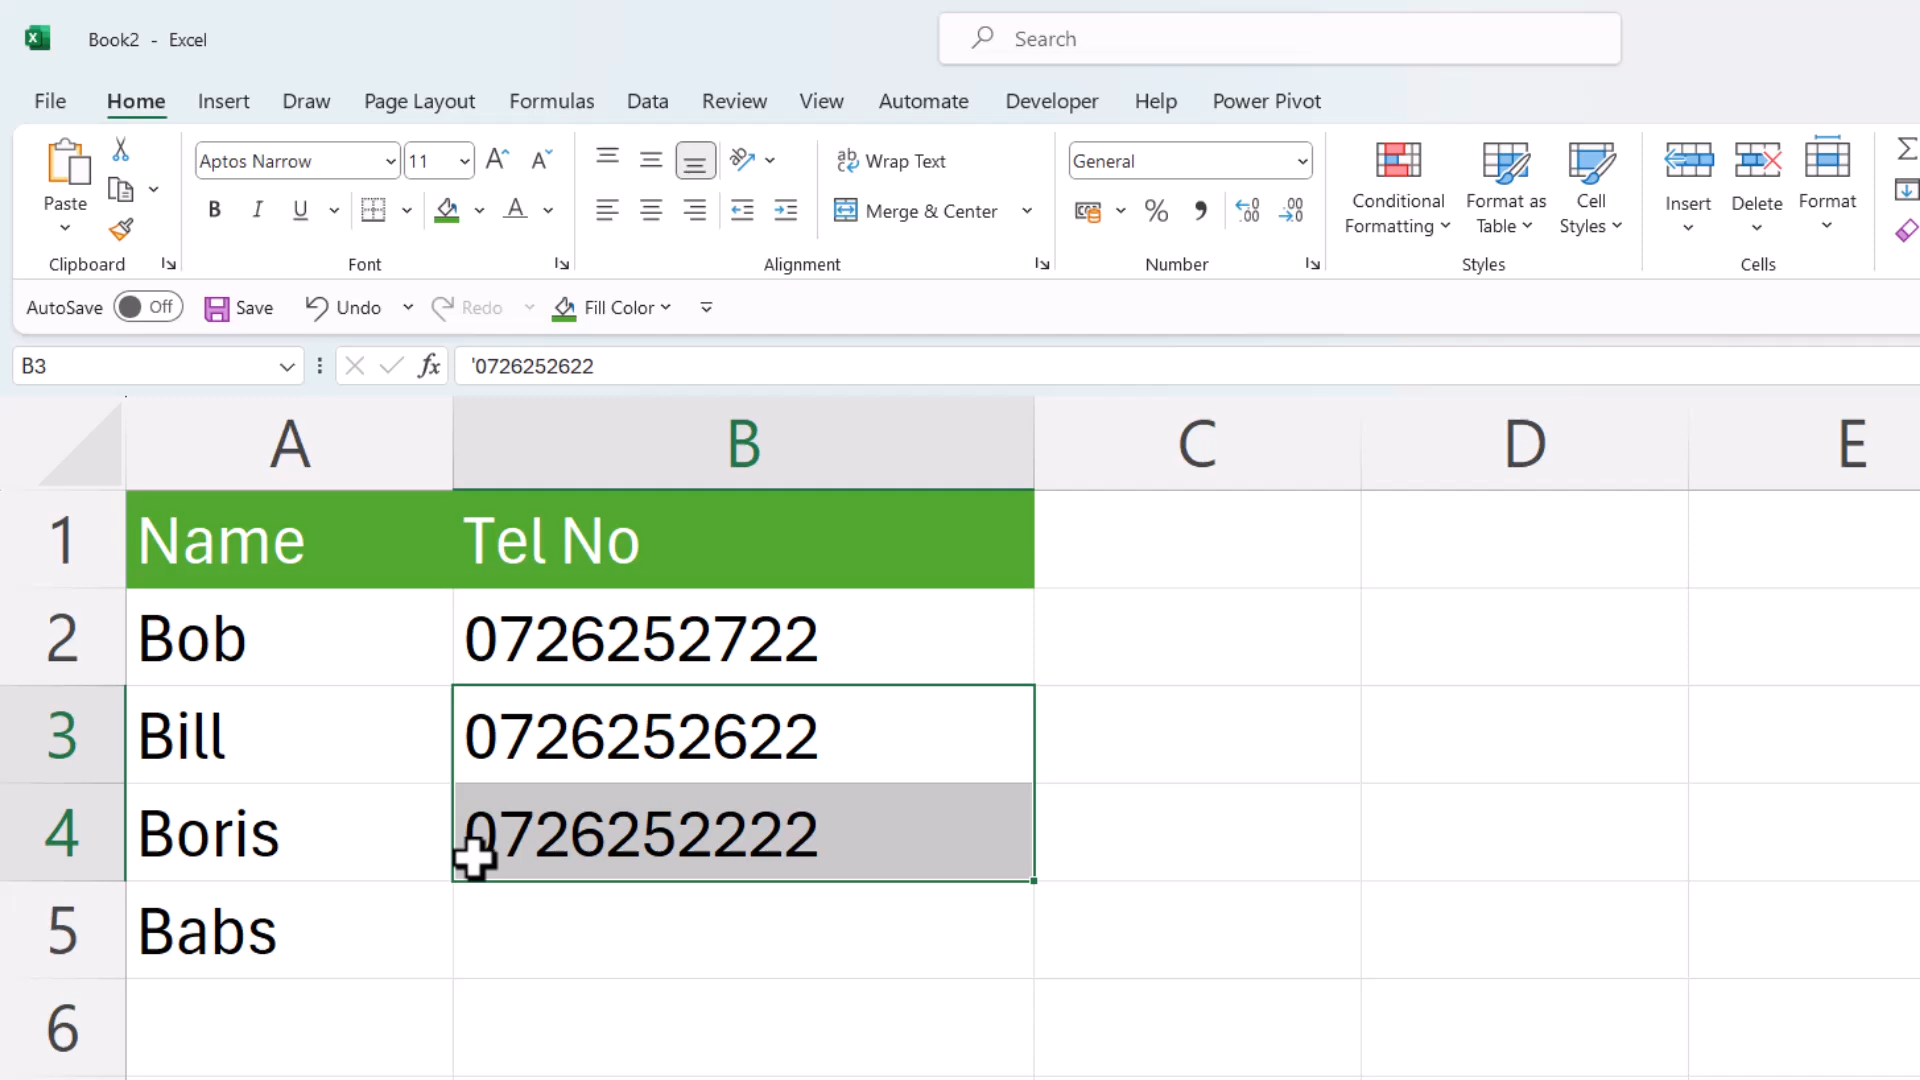 Book2 - Excel
Search
File Home Insert Draw Page Layout Formulas Data Review View Automate Developer Help Power Pivot
Aptos Narrow 11 Wrap Text General
Paste Merge & Center Conditional Formatting Format as Table Cell Styles Insert Delete Format
Clipboard Font Alignment Number Styles Cells
AutoSave Off Save Undo Redo Fill Color
B3 fx '0726252622
A B C D E
1 Name Tel No
2 Bob 0726252722
3 Bill 0726252622
4 Boris 0726252222
5 Babs
6